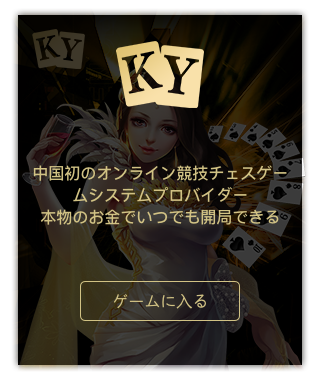 KY
KY
中国初のオンライン競技チェスゲー
ムシステムプロバイダー
本物のお金でいつでも開局できる
ゲームに入る